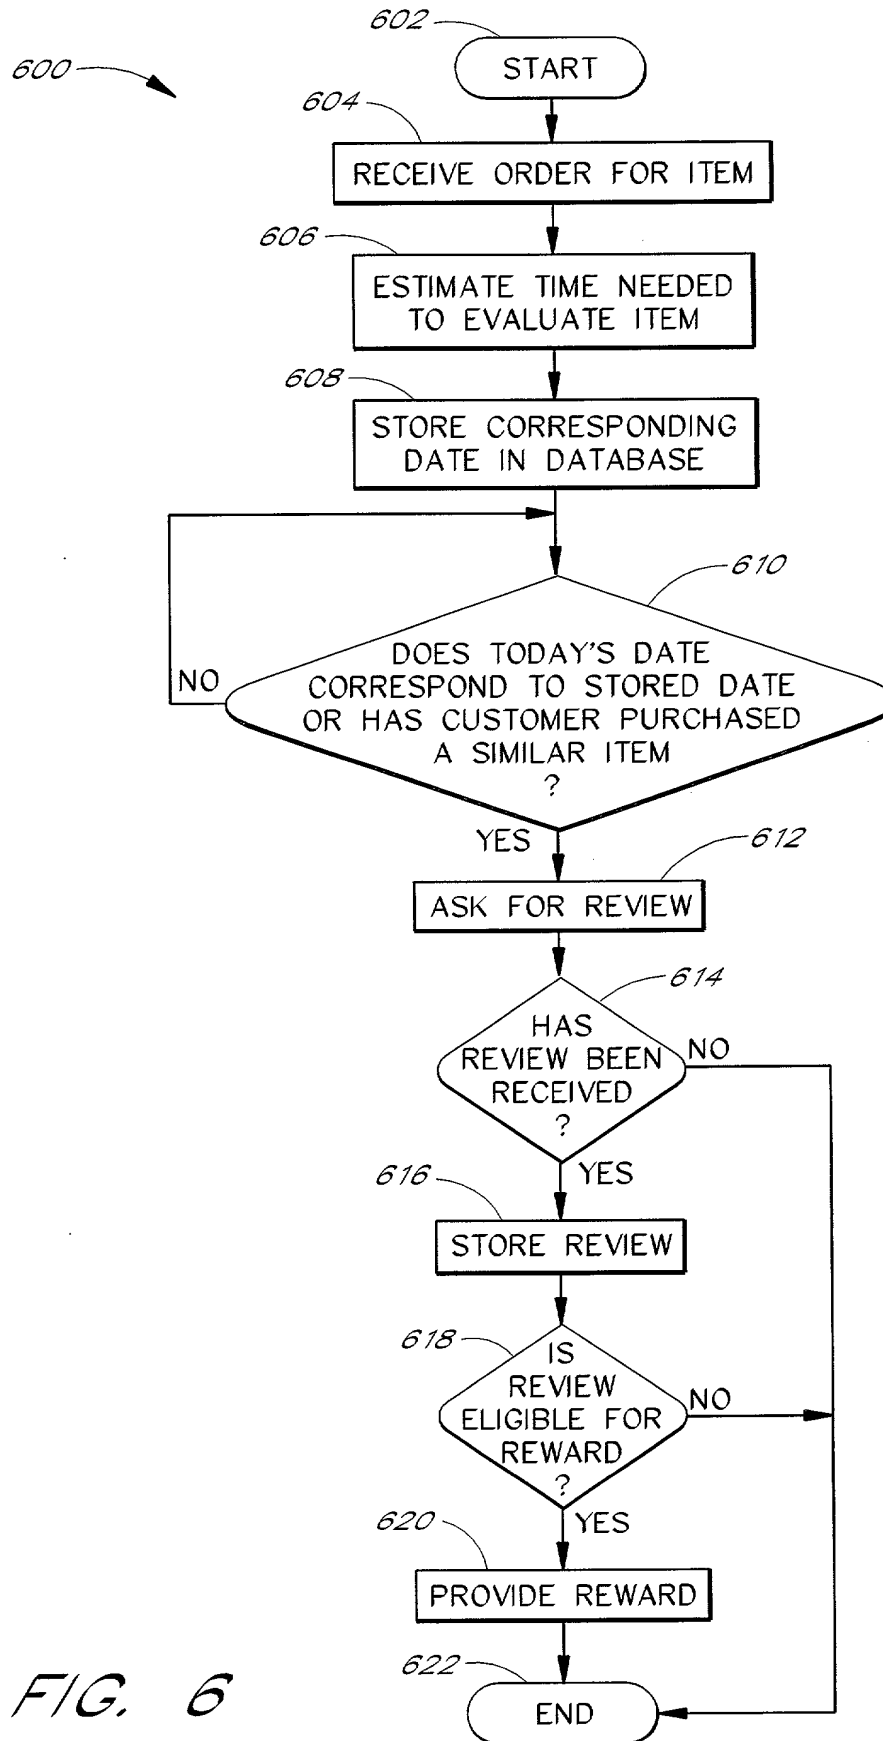 602
START
600
604
RECEIVE ORDER FOR ITEM
606
ESTIMATE TIME NEEDED
TO EVALUATE ITEM
608
STORE CORRESPONDING
DATE IN DATABASE
610
DOES TODAY'S DATE
CORRESPOND TO STORED DATE
OR HAS CUSTOMER PURCHASED
A SIMILAR ITEM
?
NO
YES
612
ASK FOR REVIEW
614
HAS
REVIEW BEEN
RECEIVED
?
NO
YES
616
STORE REVIEW
618
IS
REVIEW
ELIGIBLE FOR
REWARD
?
NO
YES
620
PROVIDE REWARD
622
END
FIG. 6